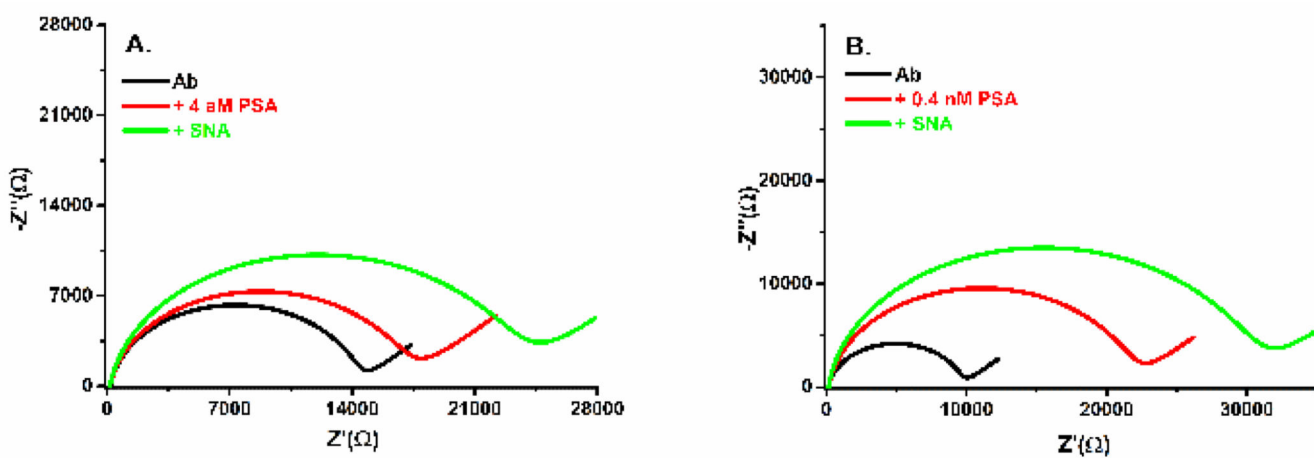 A.
Ab
+ 4 aM PSA
+ SNA
28000
21000
14000
7000
0
-Z''(Ω)
0 7000 14000 21000 28000
Z'(Ω)
B.
Ab
+ 0.4 nM PSA
+ SNA
30000
20000
10000
0
-Z''(Ω)
0 10000 20000 30000
Z'(Ω)